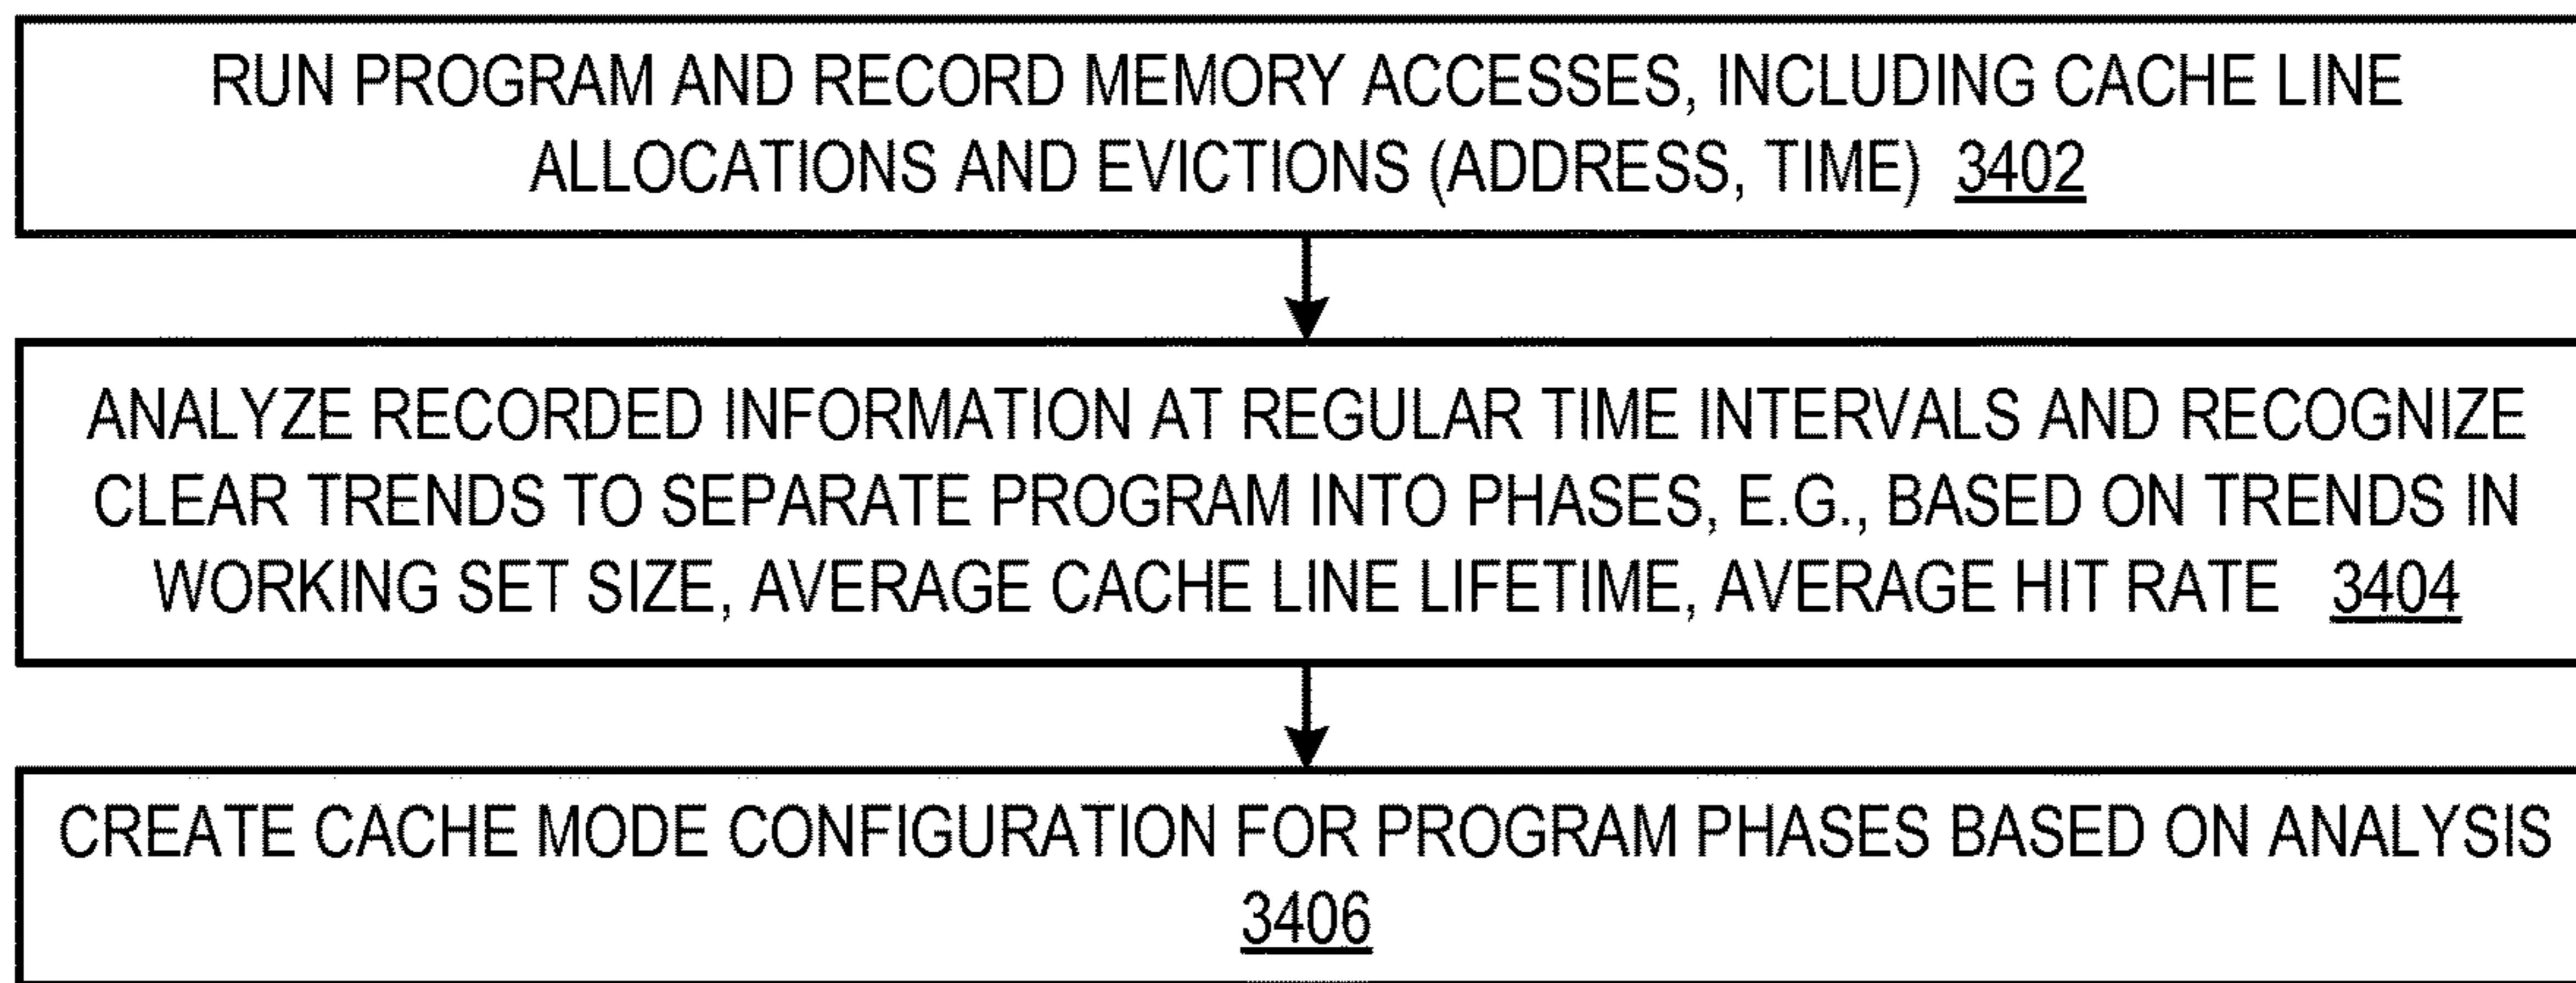 RUN PROGRAM AND RECORD MEMORY ACCESSES, INCLUDING CACHE LINE
ALLOCATIONS AND EVICTIONS (ADDRESS, TIME) 3402
ANALYZE RECORDED INFORMATION AT REGULAR TIME INTERVALS AND RECOGNIZE
CLEAR TRENDS TO SEPARATE PROGRAM INTO PHASES, E.G., BASED ON TRENDS IN
WORKING SET SIZE, AVERAGE CACHE LINE LIFETIME, AVERAGE HIT RATE 3404
CREATE CACHE MODE CONFIGURATION FOR PROGRAM PHASES BASED ON ANALYSIS
3406